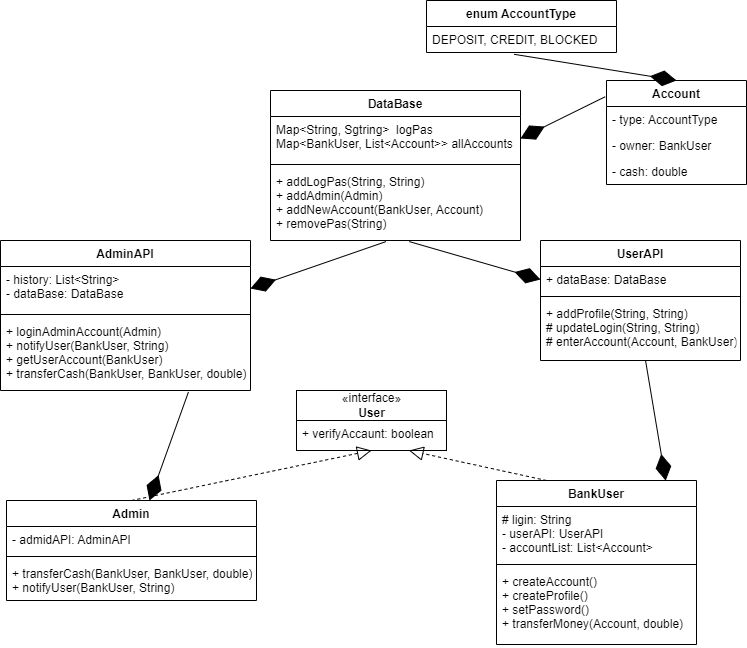 enum AccountType
DEPOSIT, CREDIT, BLOCKED
Account
- type: AccountType
- owner: BankUser
- cash: double
DataBase
Map<String, Sgtring> logPas
Map<BankUser, List<Account>> allAccounts
+ addLogPas(String, String)
+ addAdmin(Admin)
+ addNewAccount(BankUser, Account)
+ removePas(String)
AdminAPI
- history: List<String>
- dataBase: DataBase
+ loginAdminAccount(Admin)
+ notifyUser(BankUser, String)
+ getUserAccount(BankUser)
+ transferCash(BankUser, BankUser, double)
UserAPI
+ dataBase: DataBase
+ addProfile(String, String)
# updateLogin(String, String)
# enterAccount(Account, BankUser)
«interface»
User
+ verifyAccaunt: boolean
Admin
- admidAPI: AdminAPI
+ transferCash(BankUser, BankUser, double)
+ notifyUser(BankUser, String)
BankUser
# ligin: String
- userAPI: UserAPI
- accountList: List<Account>
+ createAccount()
+ createProfile()
+ setPassword()
+ transferMoney(Account, double)